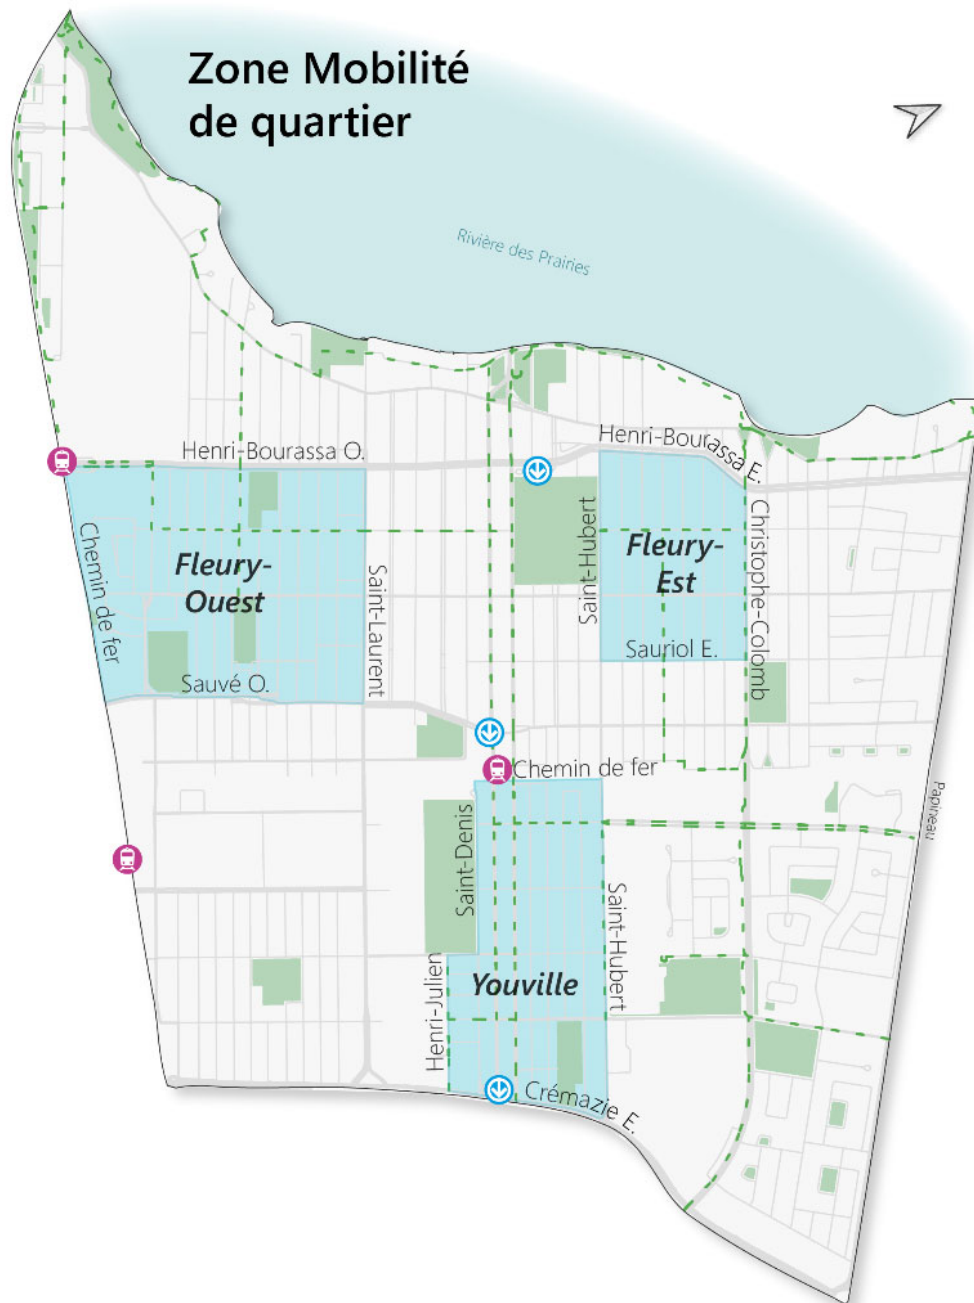 Zone Mobilité
de quartier
Rivière des Prairies
Henri-Bourassa O.
Henri-Bourassa E.
Chemin de fer
Fleury-
Ouest
Saint-Laurent
Saint-Hubert
Fleury-
Est
Christophe-Colomb
Sauriol E.
Sauvé O.
Chemin de fer
Papineau
Saint-Denis
Saint-Hubert
Henri-Julien
Youville
Crémazie E.